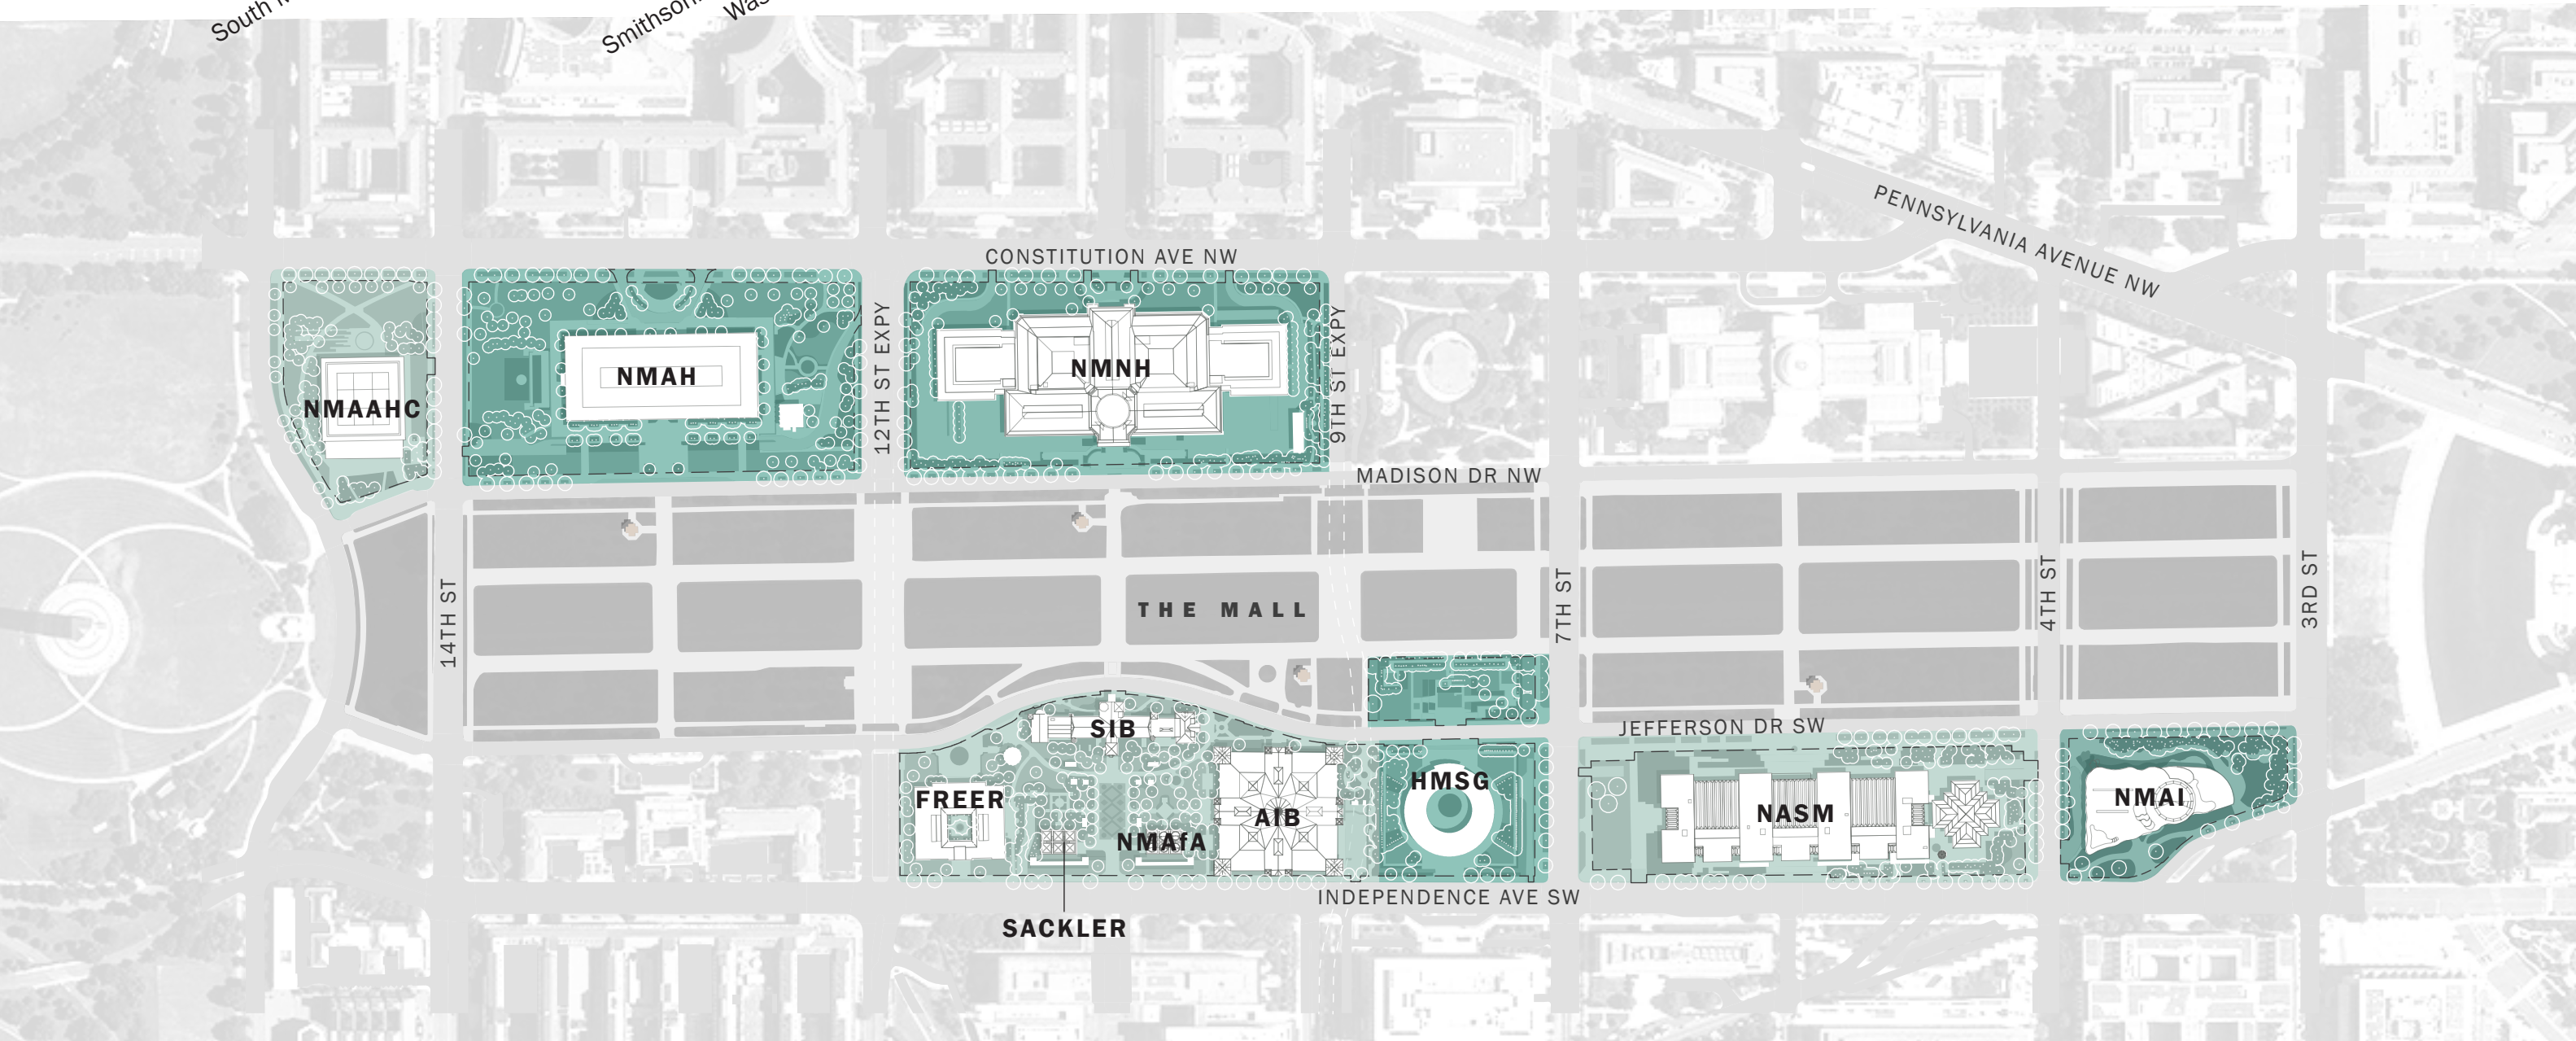 South
CONSTITUTION AVE NW
PENNSYLVANIA AVENUE NW
NMAAHC
NMAH
12TH ST EXPY
NMNH
9TH ST EXPY
MADISON DR NW
14TH ST
THE MALL
7TH ST
4TH ST
3RD ST
SIB
JEFFERSON DR SW
FREER
NMAfA
AIB
HMSG
NASM
NMAI
INDEPENDENCE AVE SW
SACKLER